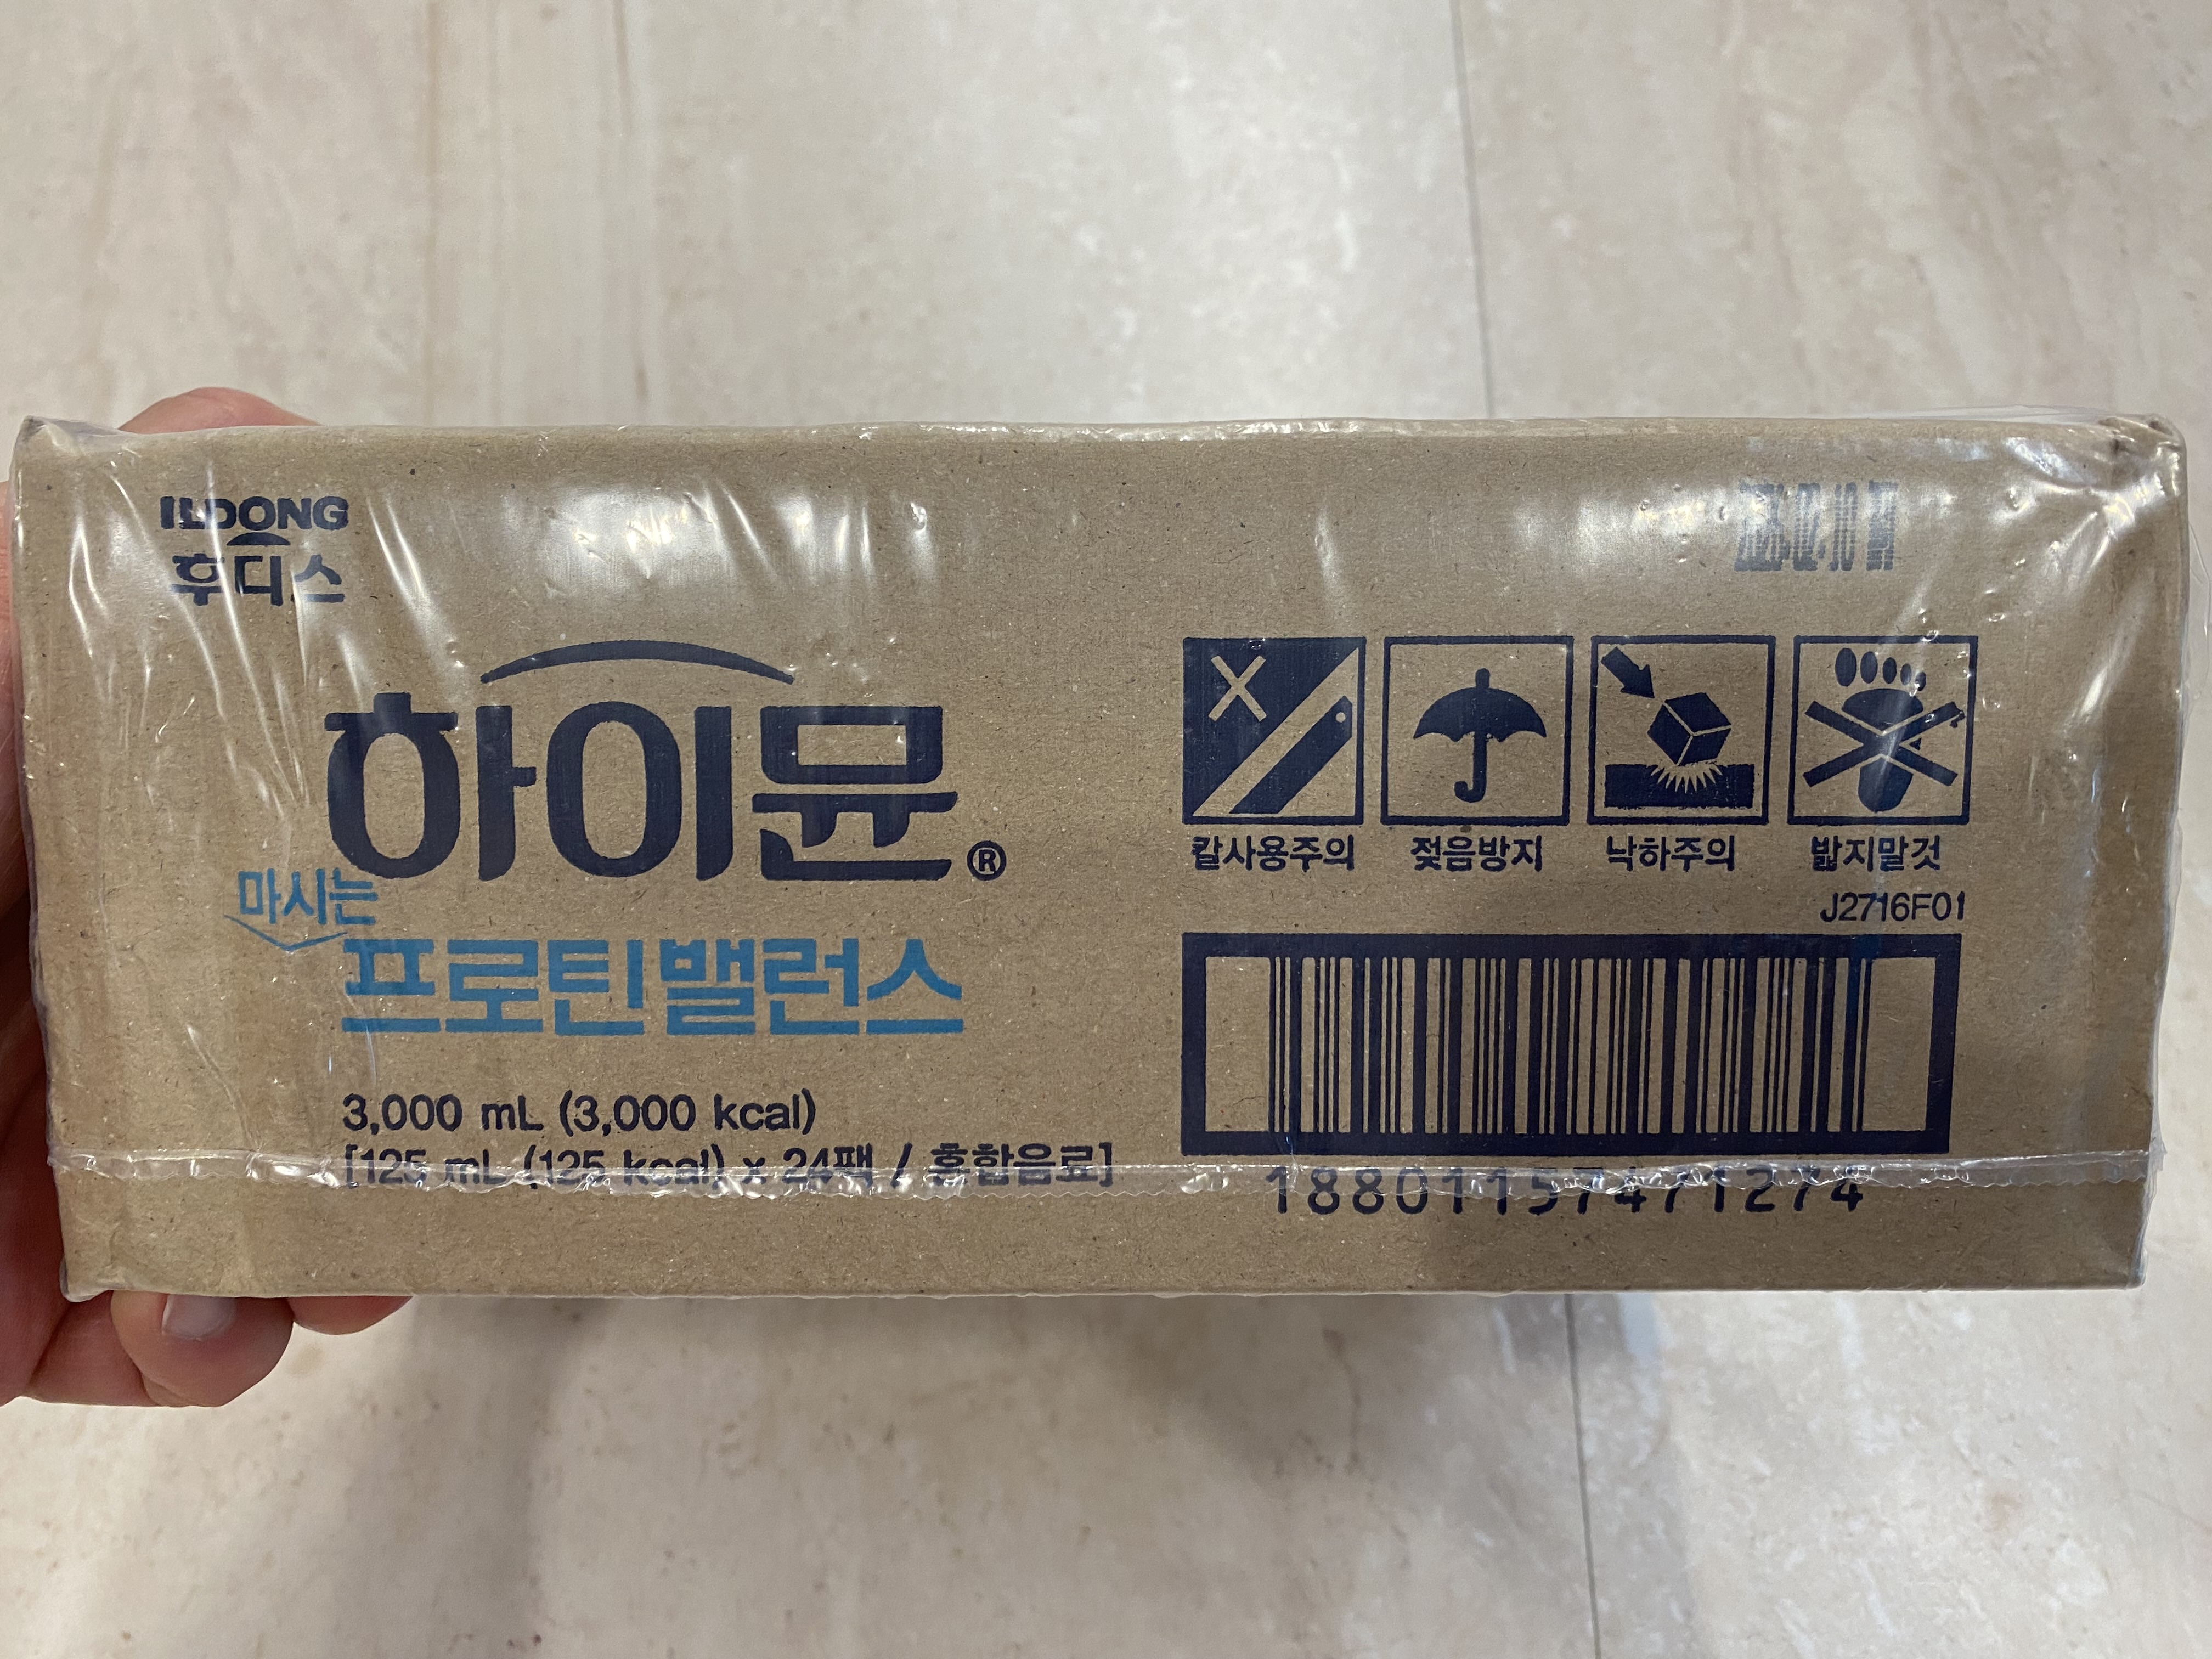 ILDONG
후디스
하이뮨®
마시는
프로틴밸런스
3,000 mL (3,000 kcal)
[125 mL (125 kcal) x 24팩 / 혼합음료]
칼사용주의 젖음방지 낙하주의 밟지말것
J2716F01
18801157471274